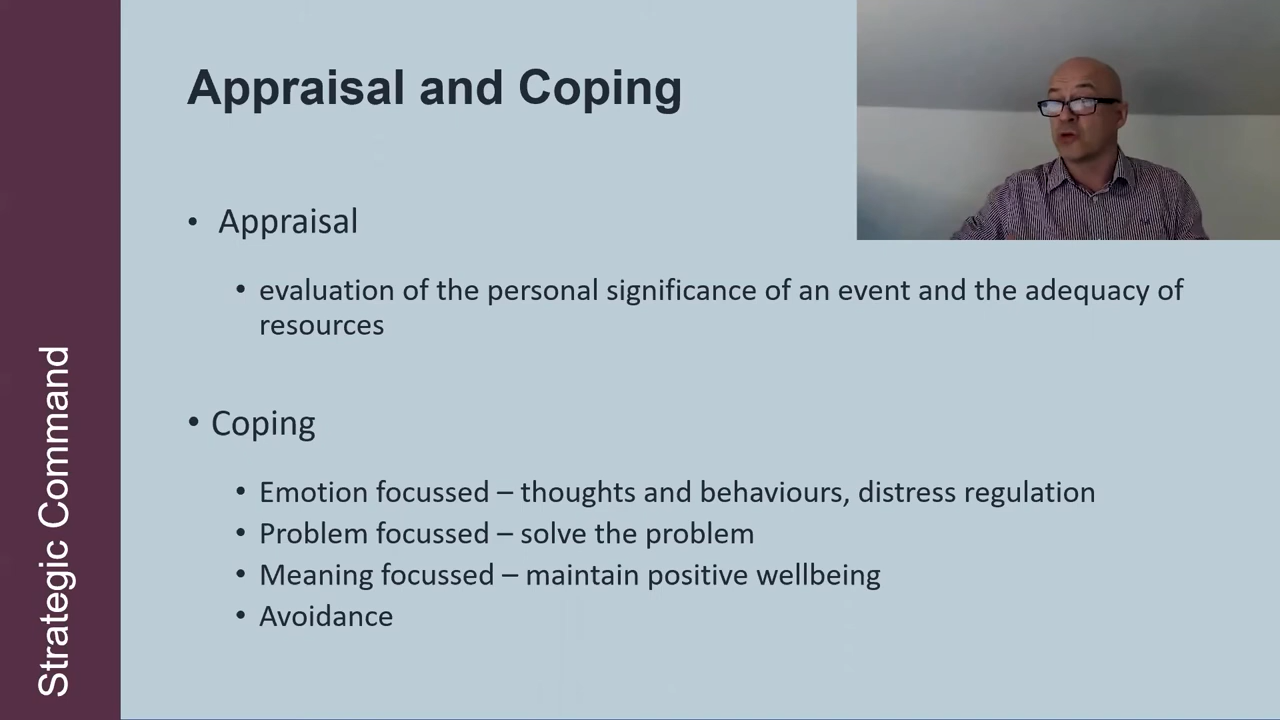 Appraisal and Coping
• Appraisal
• evaluation of the personal significance of an event and the adequacy of
resources
• Coping
• Emotion focussed – thoughts and behaviours, distress regulation
• Problem focussed – solve the problem
• Meaning focussed – maintain positive wellbeing
• Avoidance
Strategic Command